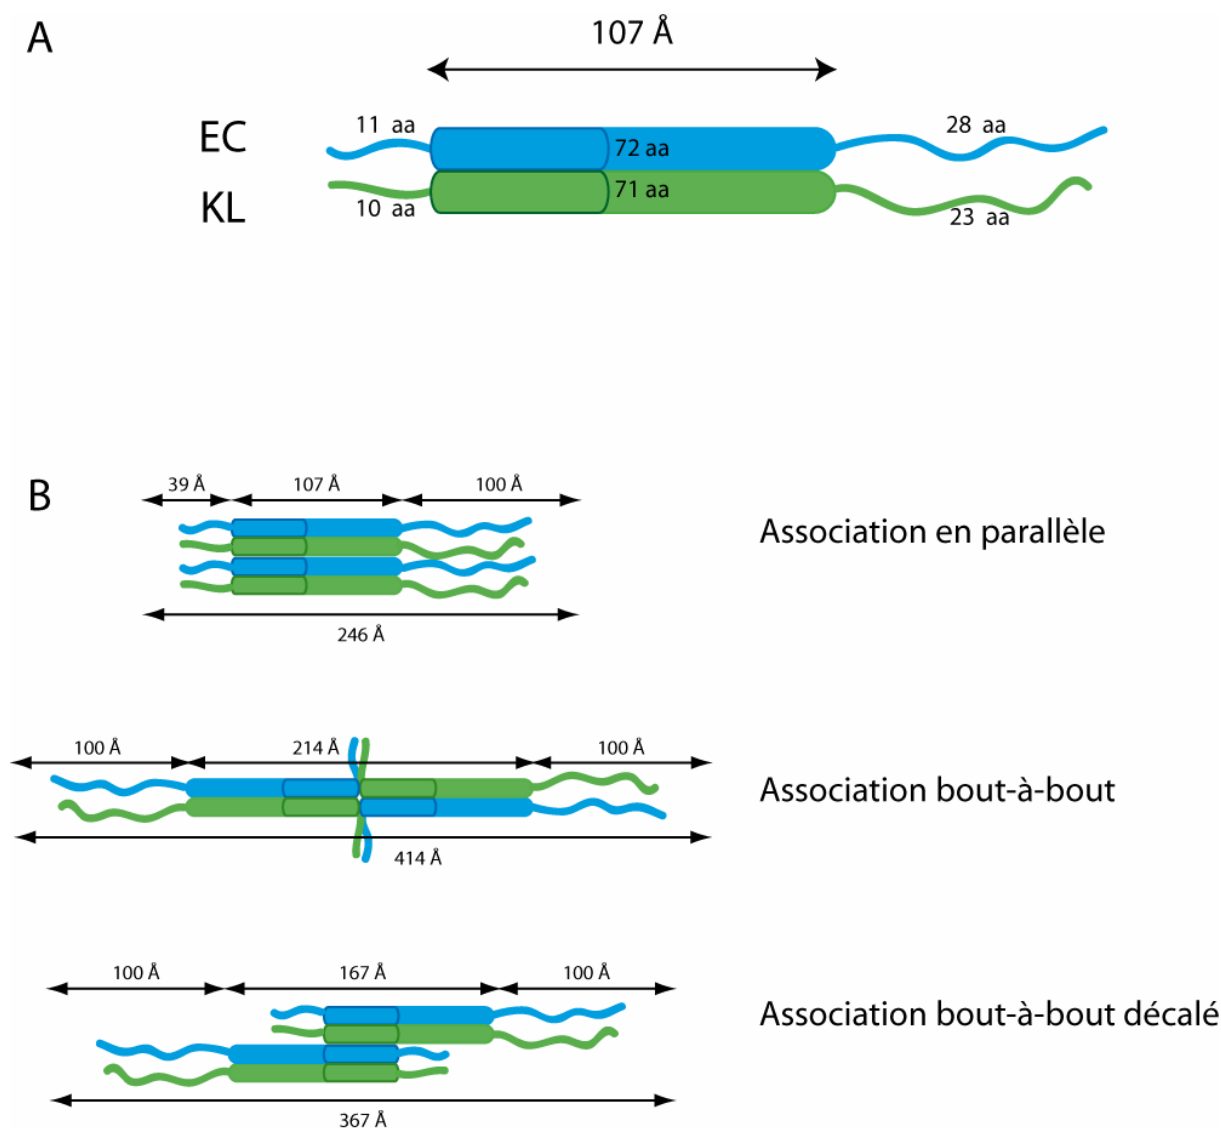 A
107 Å
11 aa
28 aa
EC
72 aa
KL
71 aa
10 aa
23 aa
B
39 Å
107 Å
100 Å
Association en parallèle
246 Å
100 Å
214 Å
100 Å
Association bout-à-bout
414 Å
100 Å
167 Å
100 Å
Association bout-à-bout décalé
367 Å